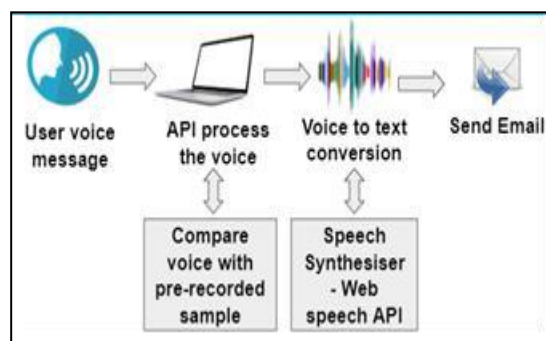 User voice
message
API process
the voice
Voice to text
conversion
Send Email
Compare
voice with
pre-recorded
sample
Speech
Synthesiser
- Web
speech API